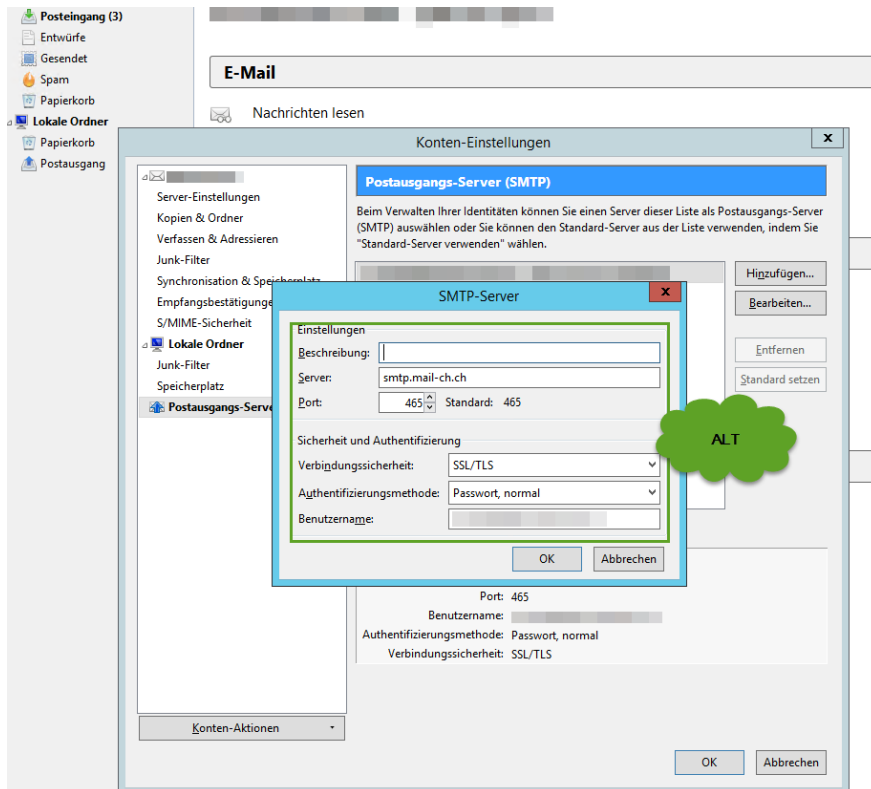 Posteingang (3)
Entwürfe
Gesendet
Spam
Papierkorb
Lokale Ordner
Papierkorb
Postausgang
E-Mail
Nachrichten lesen
Konten-Einstellungen
x
Server-Einstellungen
Kopien & Ordner
Verfassen & Adressieren
Junk-Filter
Synchronisation & Speicherplatz
Empfangsbestätigunge
S/MIME-Sicherheit
Lokale Ordner
Junk-Filter
Speicherplatz
Postausgangs-Serve
Konten-Aktionen
Postausgangs-Server (SMTP)
Beim Verwalten Ihrer Identitäten können Sie einen Server dieser Liste als Postausgangs-Server
(SMTP) auswählen oder Sie können den Standard-Server aus der Liste verwenden, indem Sie
"Standard-Server verwenden" wählen.
Hinzufügen...
Bearbeiten...
Entfernen
Standard setzen
SMTP-Server
x
Einstellungen
Beschreibung:
Server: smtp.mail-ch.ch
Port: 465 Standard: 465
Sicherheit und Authentifizierung
Verbindungssicherheit: SSL/TLS
Authentifizierungsmethode: Passwort, normal
Benutzername:
OK Abbrechen
ALT
Port: 465
Benutzername:
Authentifizierungsmethode: Passwort, normal
Verbindungssicherheit: SSL/TLS
OK Abbrechen